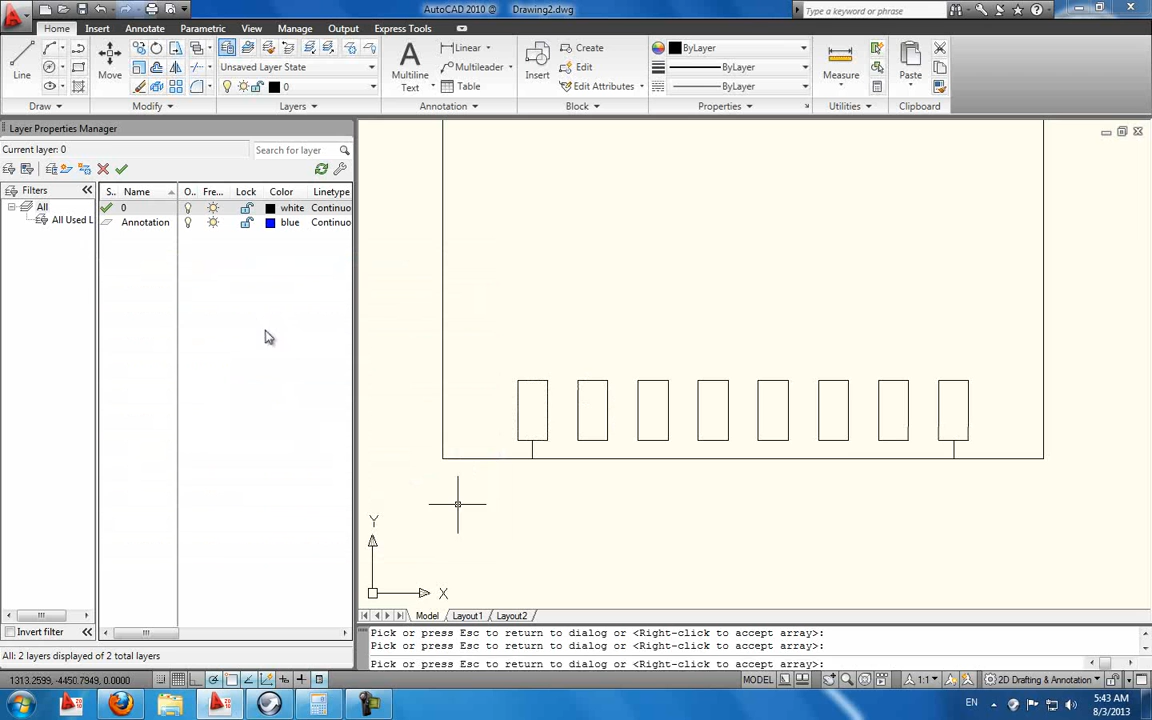 AutoCAD 2010 @ Drawing2.dwg
Type a keyword or phrase
Home Insert Annotate Parametric View Manage Output Express Tools
Line Move Unsaved Layer State 0 Multiline Text Linear Multileader Table Insert Create Edit Edit Attributes ByLayer ByLayer ByLayer Measure Paste
Draw Modify Layers Annotation Block Properties Utilities Clipboard
Layer Properties Manager
Current layer: 0
Search for layer
Filters S.. Name O.. Fre... Lock Color Linetype
All 0 white Continuo
All Used L Annotation blue Continuo
Y
X
Model Layout1 Layout2
Invert filter
Pick or press Esc to return to dialog or <Right-click to accept array>:
Pick or press Esc to return to dialog or <Right-click to accept array>:
All: 2 layers displayed of 2 total layers
Pick or press Esc to return to dialog or <Right-click to accept array>:
1313.2599, -4450.7949, 0.0000 MODEL 1:1 2D Drafting & Annotation
EN 5:43 AM
8/3/2013